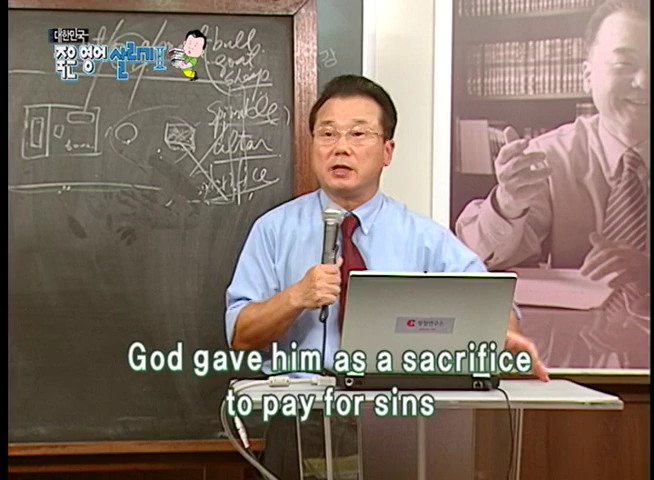 대한민국
죽은 영어 살리기 II
bull
goat
sheep
sprinkle
altar
God gave him as a sacrifice
to pay for sins